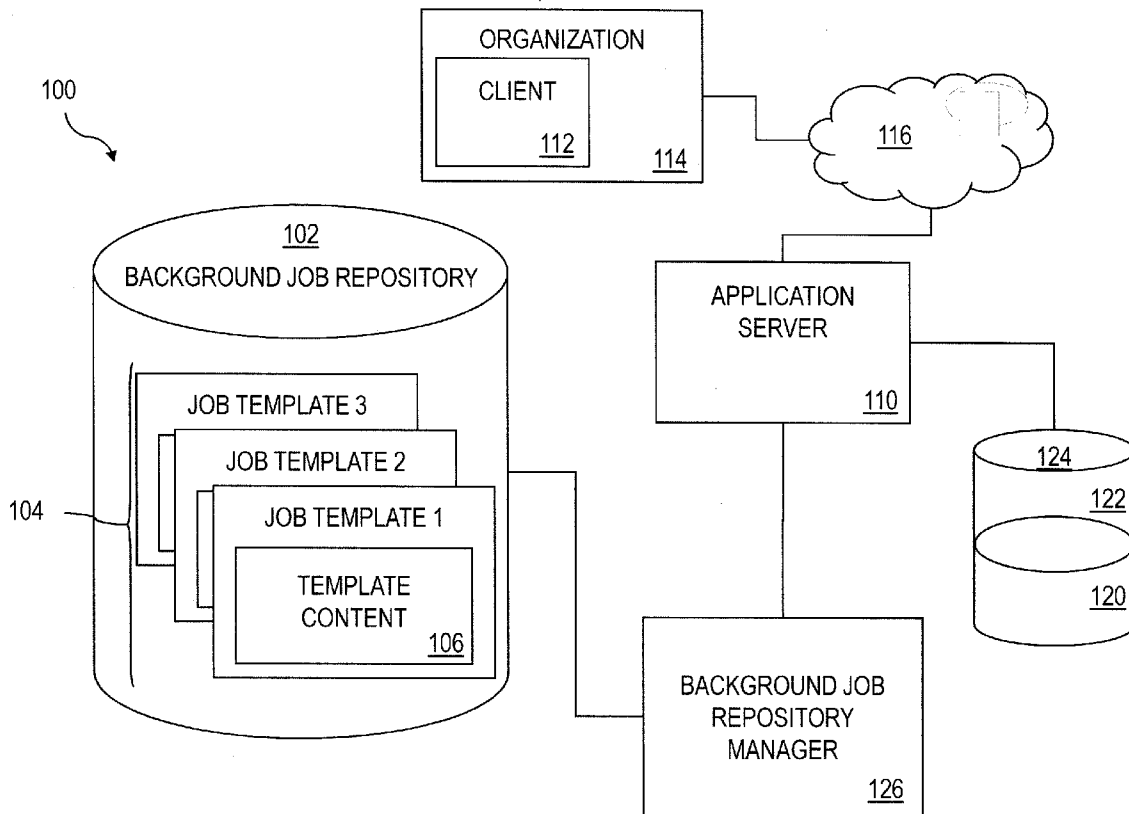 ORGANIZATION
CLIENT
112
114
116
100
102
BACKGROUND JOB REPOSITORY
APPLICATION
SERVER
110
JOB TEMPLATE 3
JOB TEMPLATE 2
JOB TEMPLATE 1
TEMPLATE
CONTENT
106
104
124
122
120
BACKGROUND JOB
REPOSITORY
MANAGER
126